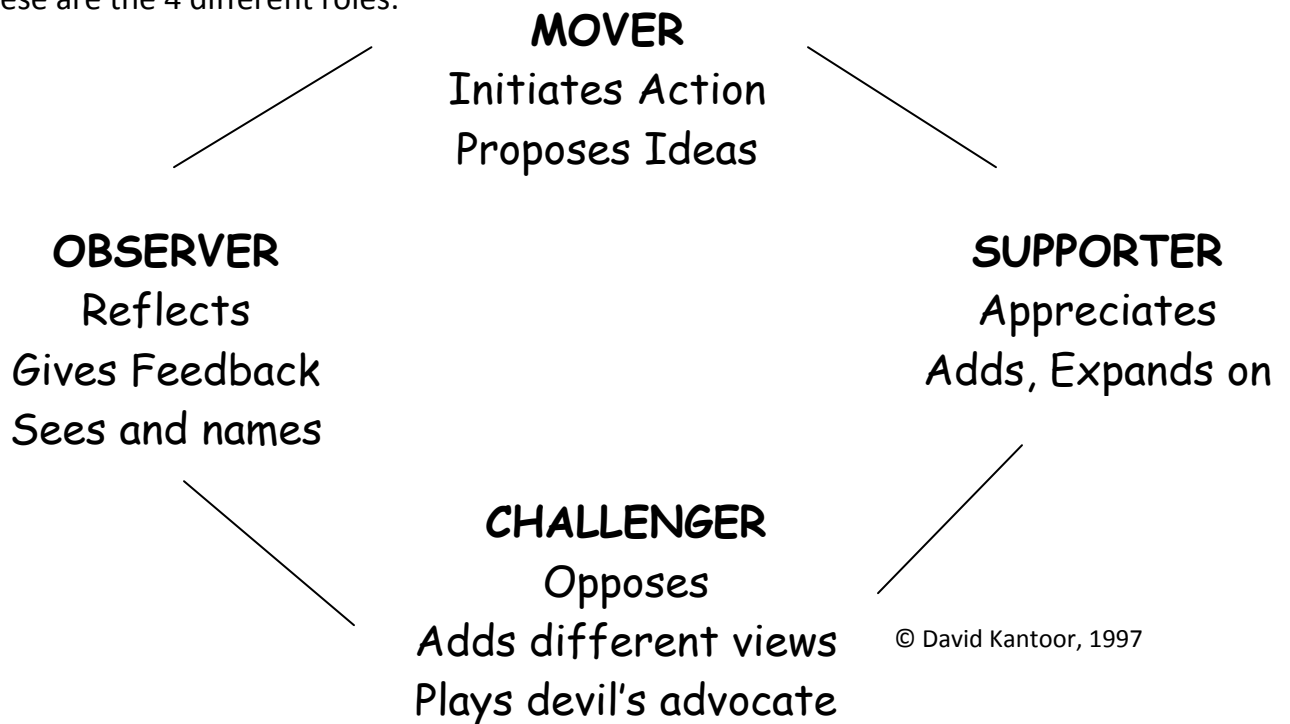 ese are the 4 different roles:
MOVER
Initiates Action
Proposes Ideas
OBSERVER
Reflects
Gives Feedback
Sees and names
SUPPORTER
Appreciates
Adds, Expands on
CHALLENGER
Opposes
Adds different views
Plays devil's advocate
© David Kantoor, 1997